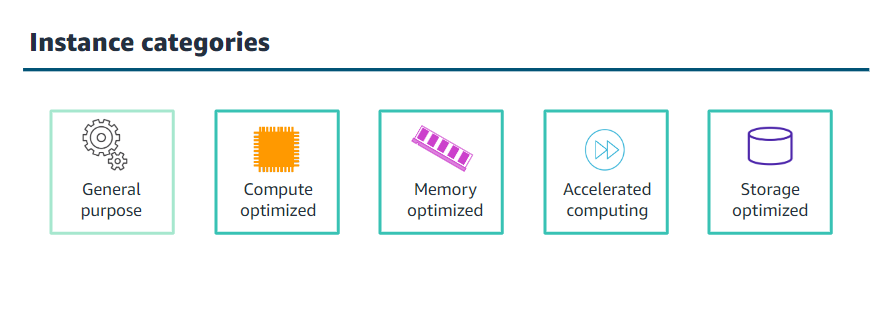 Instance categories
General
purpose
Compute
optimized
Memory
optimized
Accelerated
computing
Storage
optimized